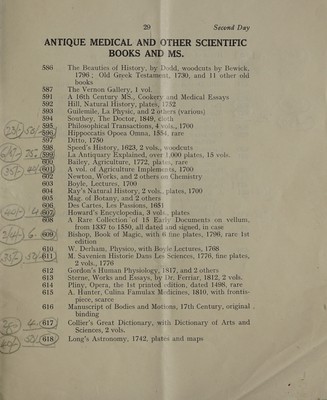 20 Second Day
ANTIQUE MEDICAL AND OTHER SCIENTIFIC
BOOKS AND MS.
586 The Beauties of History, by Dodd, woodcuts by Bewick,
1796; Old Greek Testament, 1730, and 11 other old
books
587 The Vernon Gallery, 1 vol.
591 A 16th Century MS., Cookery and Medical Essays
592 Hill, Natural History, plates, 1752
593 Guilemile, La Physic, and 2 others (various)
594 Southey, The Doctor, 1849, cloth
595 Philosophical Transactions, 4 vols., 1700
596 Hippocratis Opoca Omna, 1554, rare
597 Ditto, 1750
598 Speed's History, 1623, 2 vols., woodcuts
599 La Antiquary Explained, over 1,000 plates, 15 vols.
600 Bailey, Agriculture, 1772, plates, rare
601 A vol. of Agriculture Implements, 1700
602 Newton, Works, and 2 others on Chemistry
603 Boyle, Lectures, 1700
604 Ray's Natural History, 2 vols., plates, 1700
605 Mag. of Botany, and 2 others
606 Des Cartes, Les Passions, 1651
607 Howard's Encyclopedia, 3 vols., plates
608 A Rare Collection of 15 Early Documents on vellum,
from 1337 to 1550, all dated and signed, in case
609 Bishop, Book of Magic, with 6 fine plates, 1798, rare 1st
edition
610 W. Derham, Physico, with Boyle Lectures, 1768
611 M. Savenien Historie Dans Les Sciences, 1776, fine plates,
2 vols., 1776
612 Gordon's Human Physiology, 1817, and 2 others
613 Sterne, Works and Essays, by Dr. Ferriar, 1812, 2 vols.
614 Pliny, Opera, the 1st printed edition, dated 1498, rare
615 A. Hunter, Culina Famulax Medicines, 1810, with frontis-
piece, scarce
616 Manuscript of Bodies and Motions, 17th Century, original
binding
617 Collier's Great Dictionary, with Dictionary of Arts and
Sciences, 2 vols.
618 Long's Astronomy, 1742, plates and maps